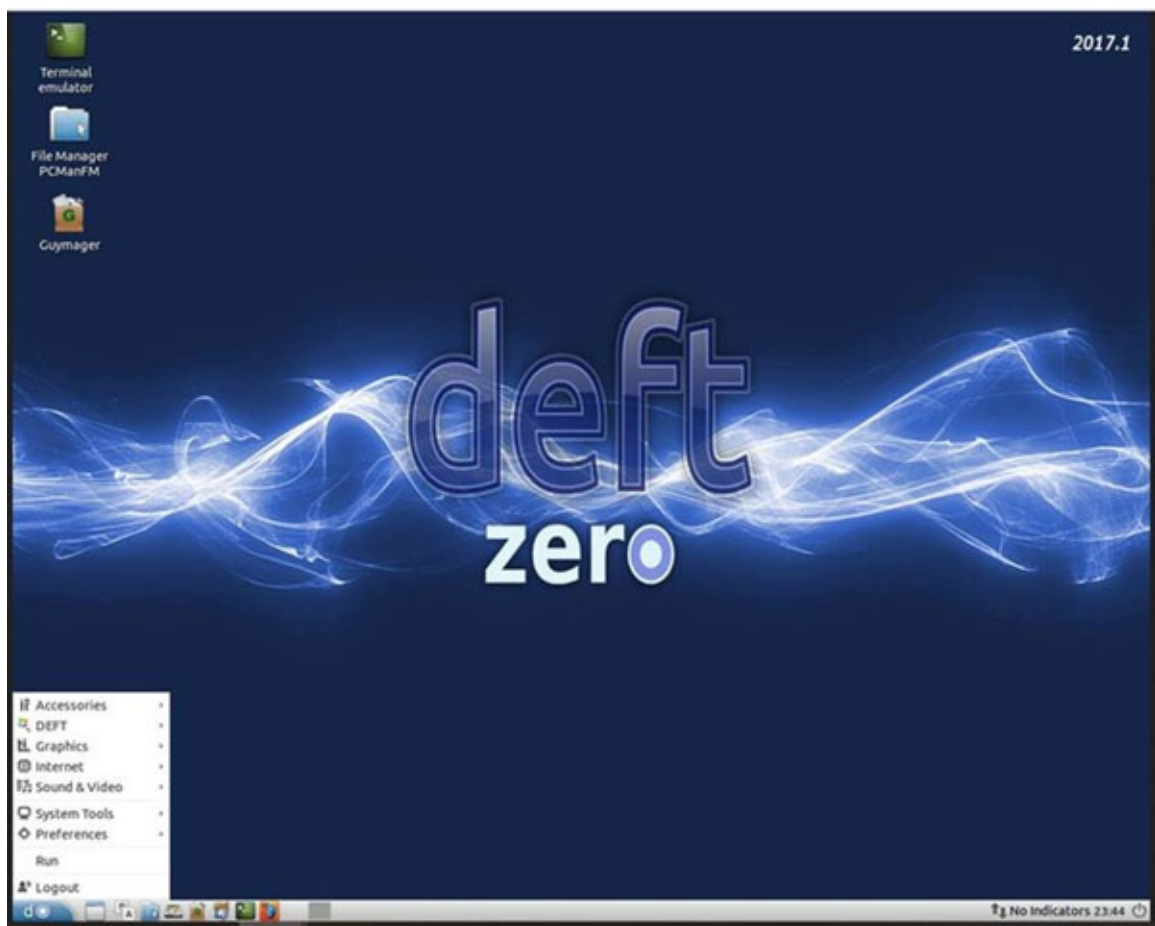 2017.1
Terminal
emulator
File Manager
PCManFM
Guymager
deft
zero
Accessories
DEFT
Graphics
Internet
Sound & Video
System Tools
Preferences
Run
Logout
No Indicators 23:44